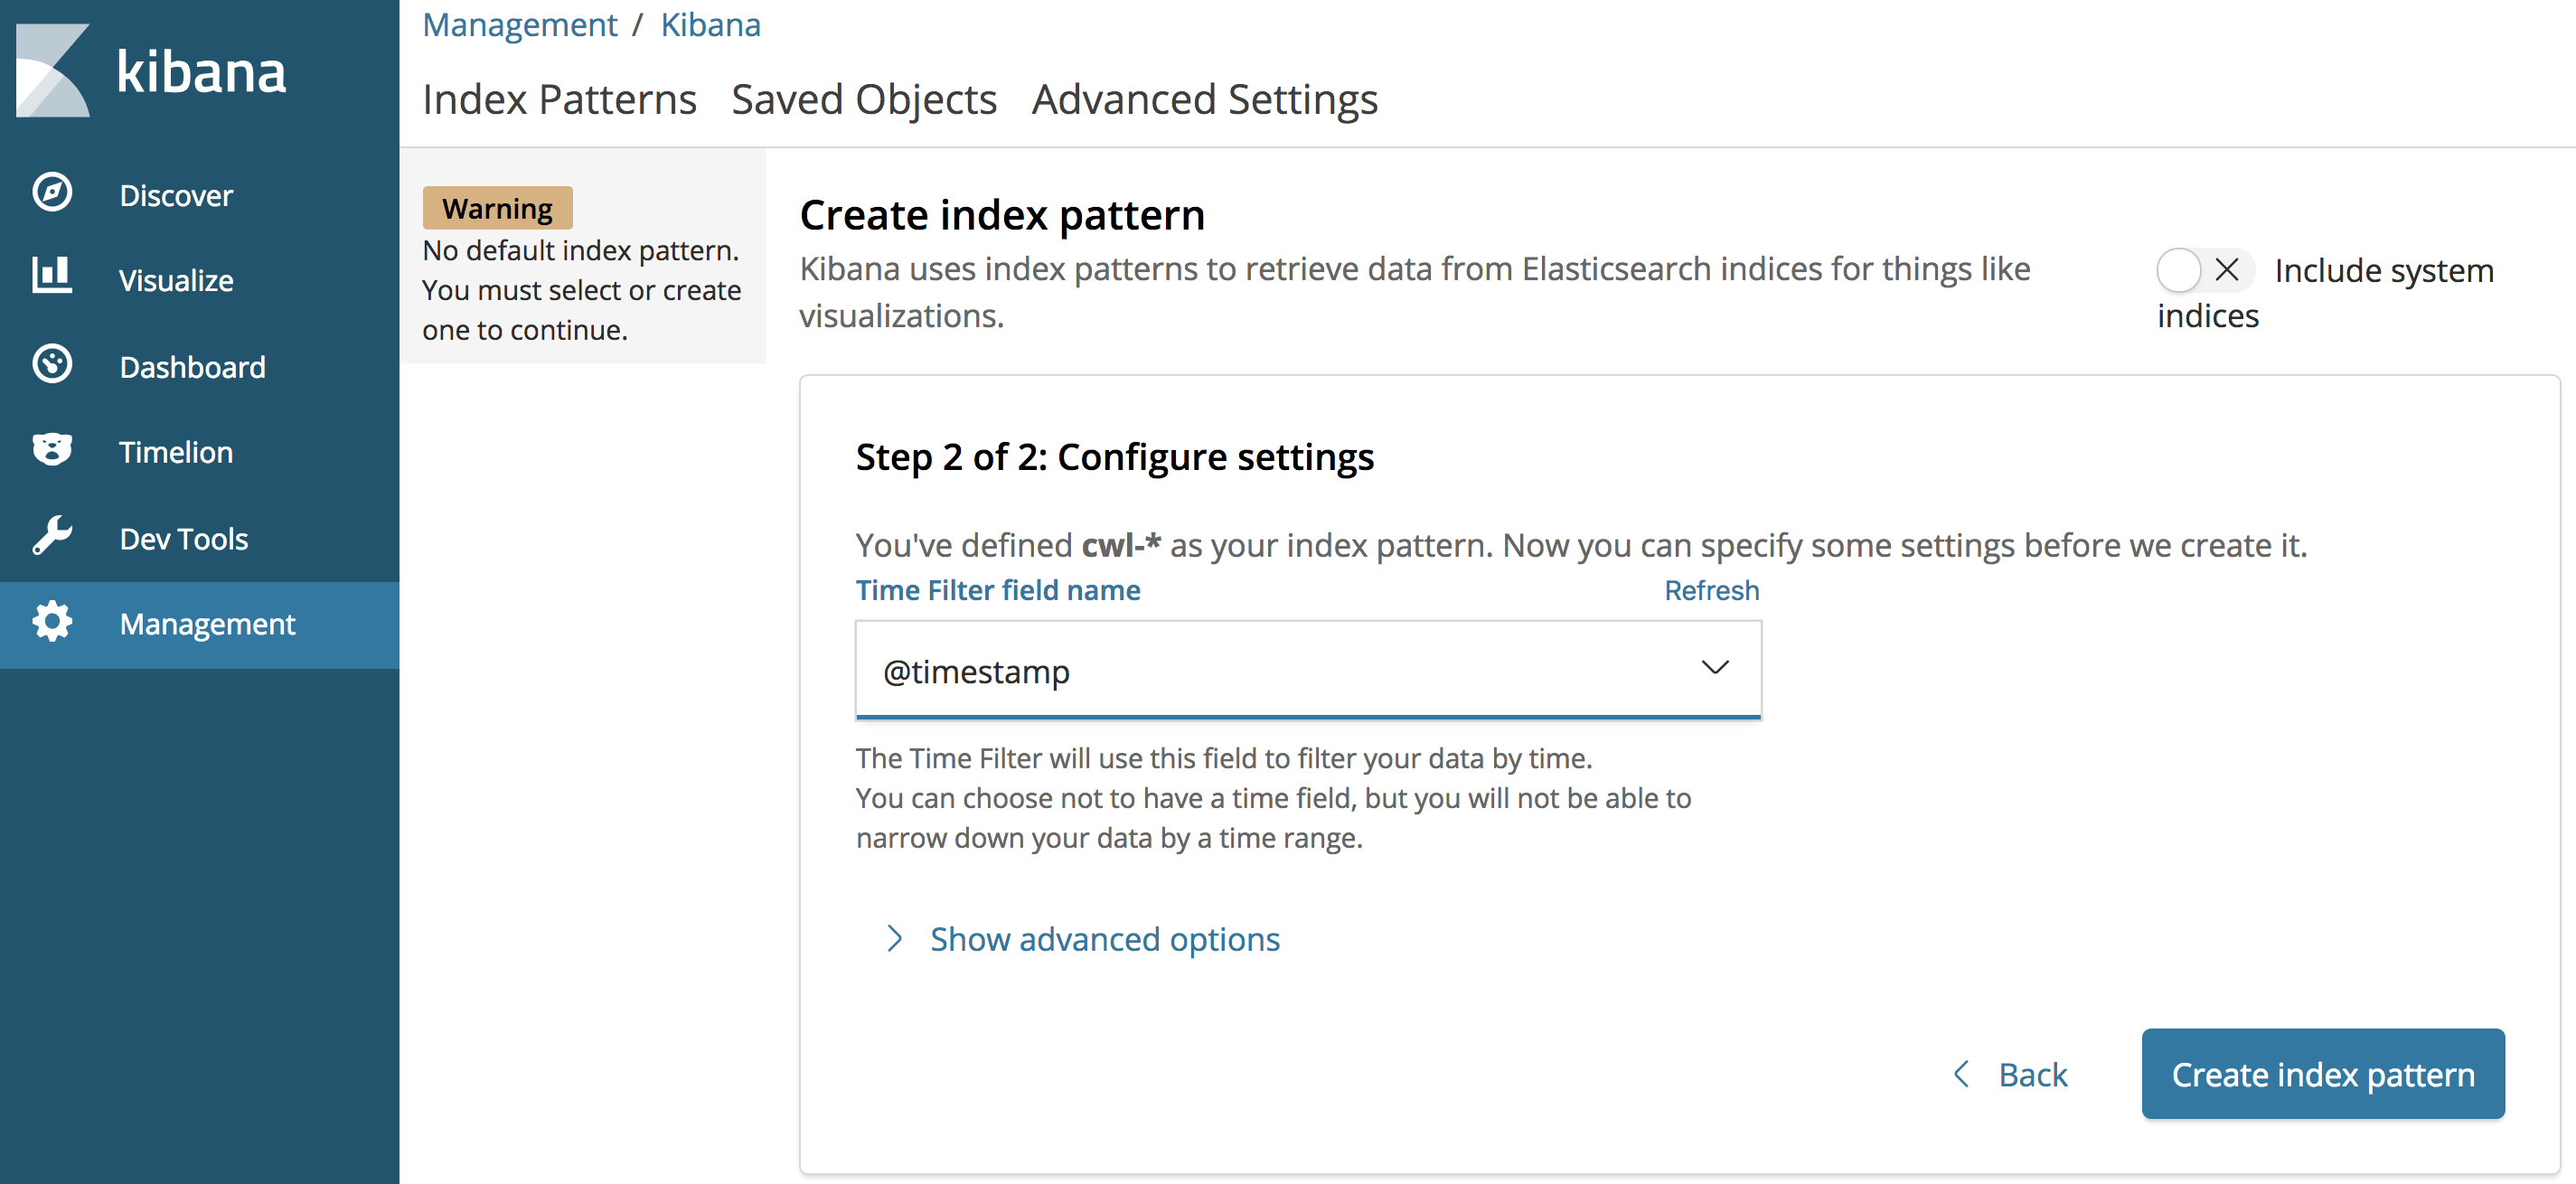 kibana
Discover
Visualize
Dashboard
Timelion
Dev Tools
Management
Management / Kibana
Index Patterns Saved Objects Advanced Settings
Warning
No default index pattern.
You must select or create
one to continue.
Create index pattern
Kibana uses index patterns to retrieve data from Elasticsearch indices for things like
visualizations.
Include system
indices
Step 2 of 2: Configure settings
You've defined cwl-* as your index pattern. Now you can specify some settings before we create it.
Time Filter field name Refresh
@timestamp
The Time Filter will use this field to filter your data by time.
You can choose not to have a time field, but you will not be able to
narrow down your data by a time range.
Show advanced options
Back
Create index pattern